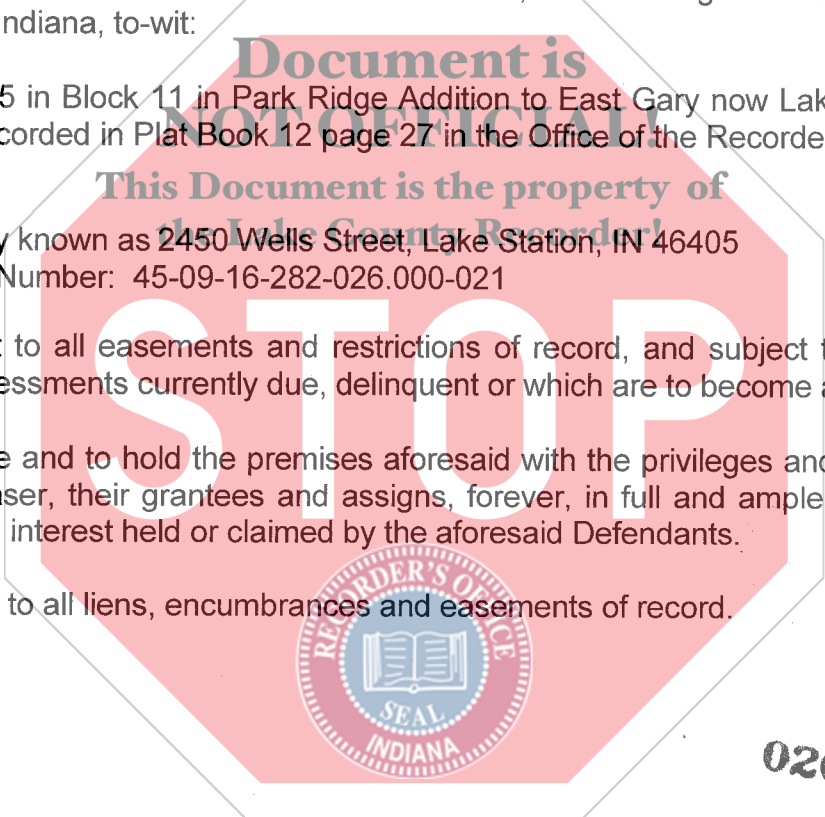 ndiana, to-wit:
Document is
5 in Block 11 in Park Ridge Addition to East Gary now Lak
NOT OFFICIAL!
corded in Plat Book 12 page 27 in the Office of the Recorde
This Document is the property of
the Lake County Recorder!
y known as 2450 Wells Street, Lake Station, IN 46405
Number: 45-09-16-282-026.000-021
STOP
t to all easements and restrictions of record, and subject t
essments currently due, delinquent or which are to become a
e and to hold the premises aforesaid with the privileges and
aser, their grantees and assigns, forever, in full and ample
interest held or claimed by the aforesaid Defendants.
to all liens, encumbrances and easements of record.
RECORDER'S OFFICE
SEAL
INDIANA
020